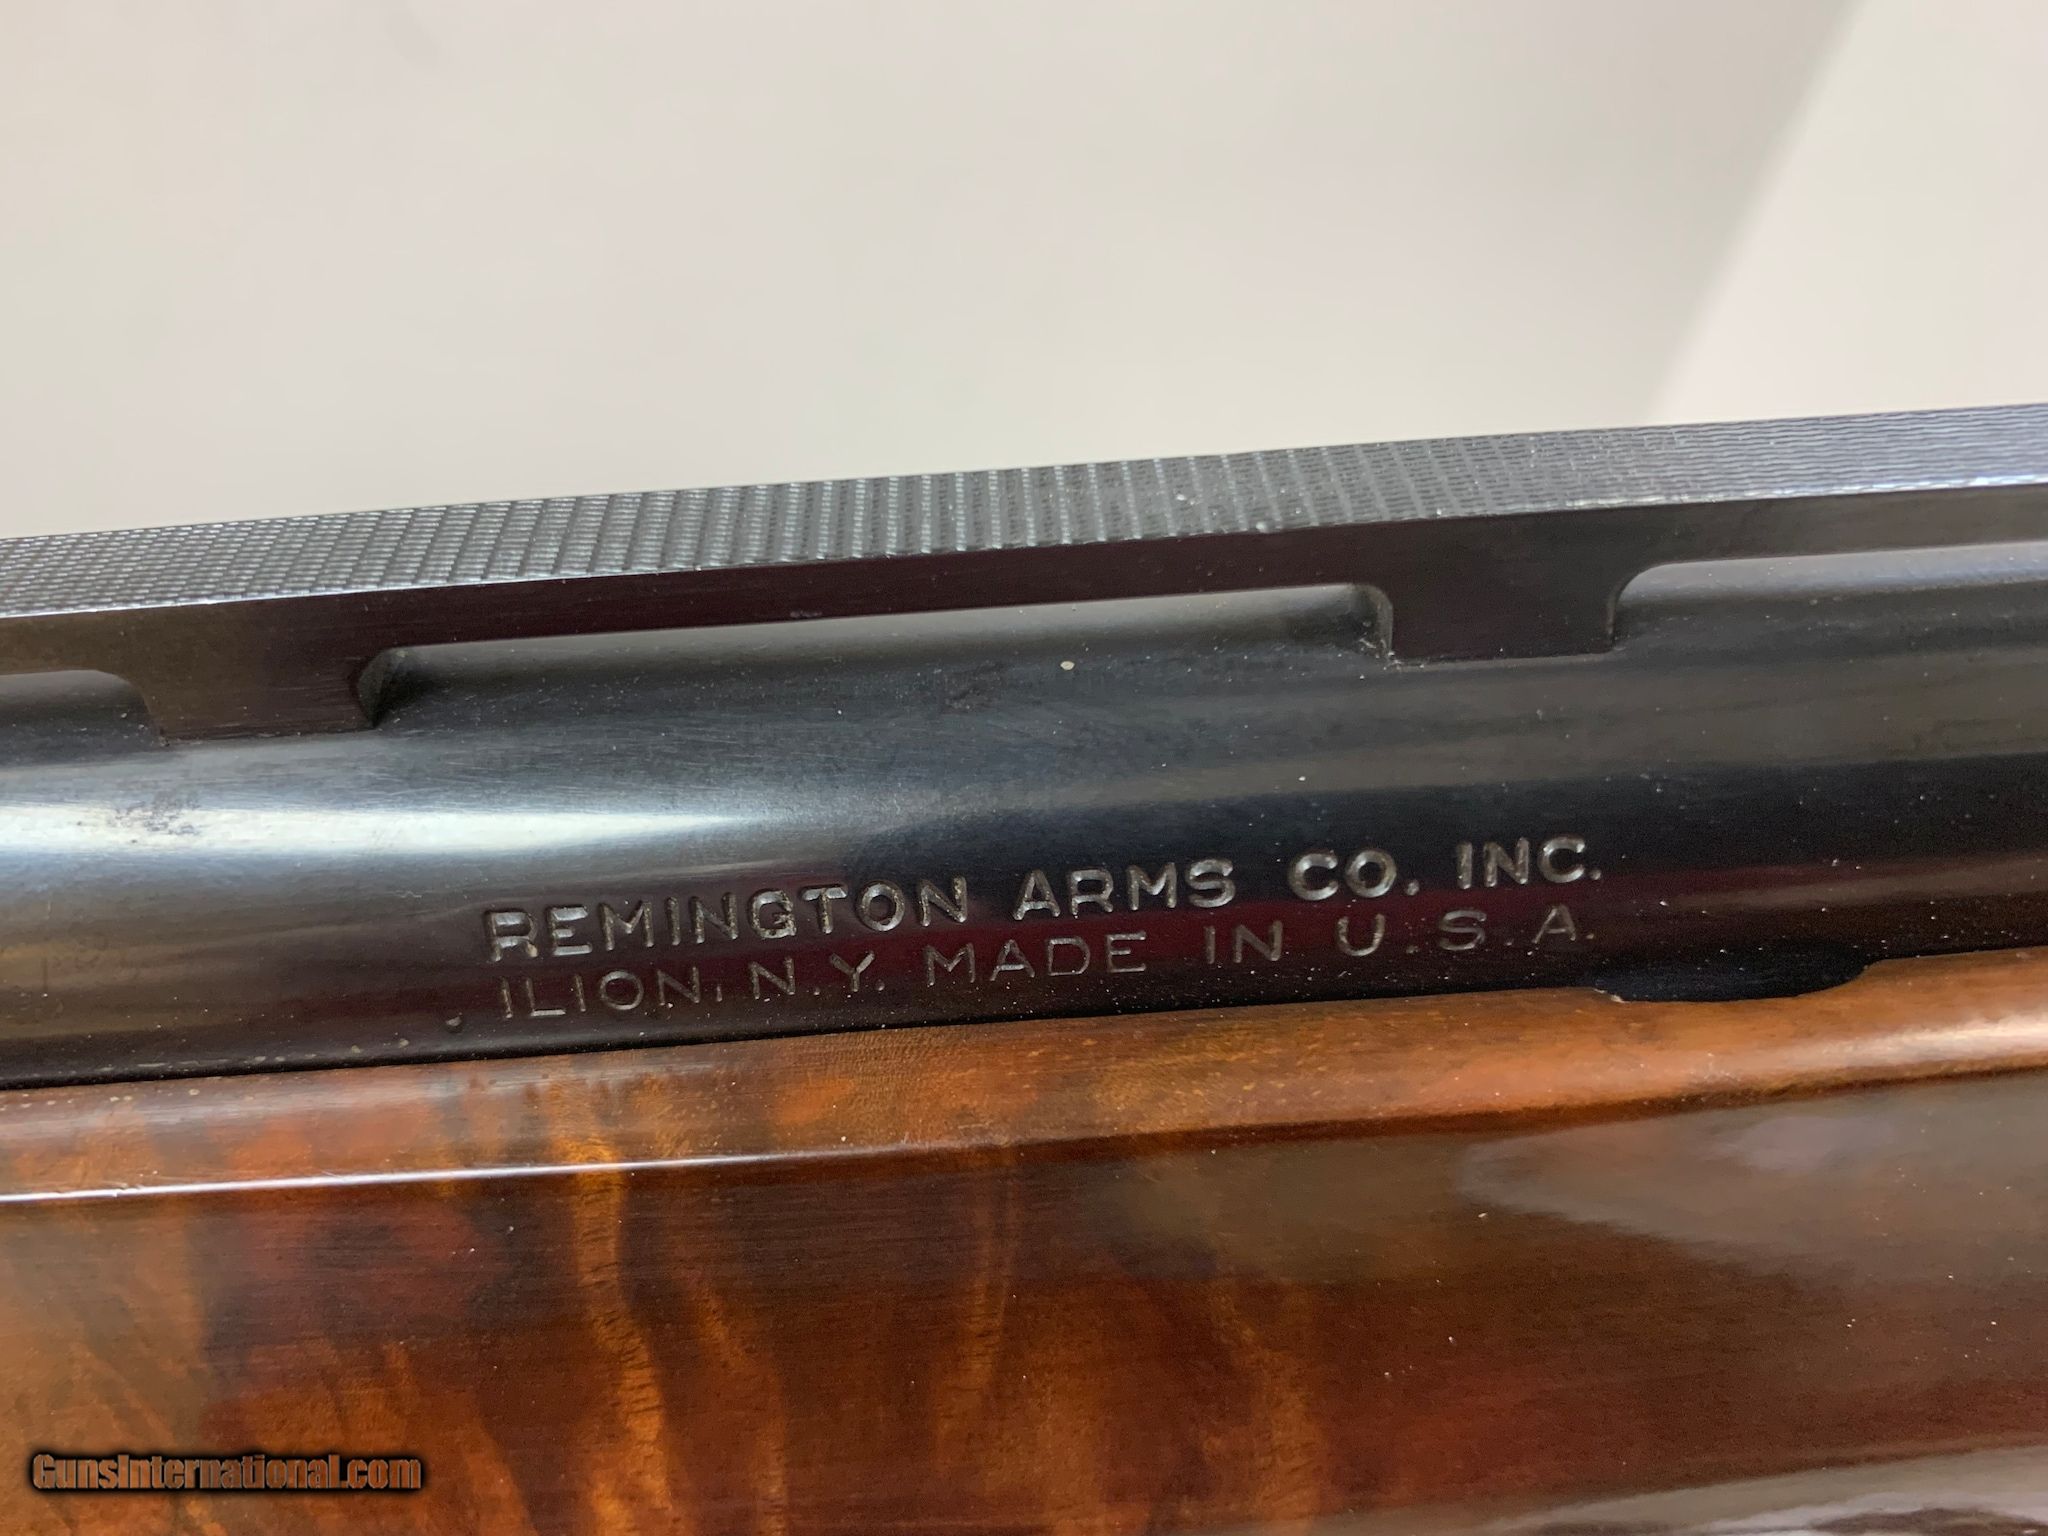 REMINGTON ARMS CO. INC.
ILION, N.Y. MADE IN U.S.A.
GunsInternational.com